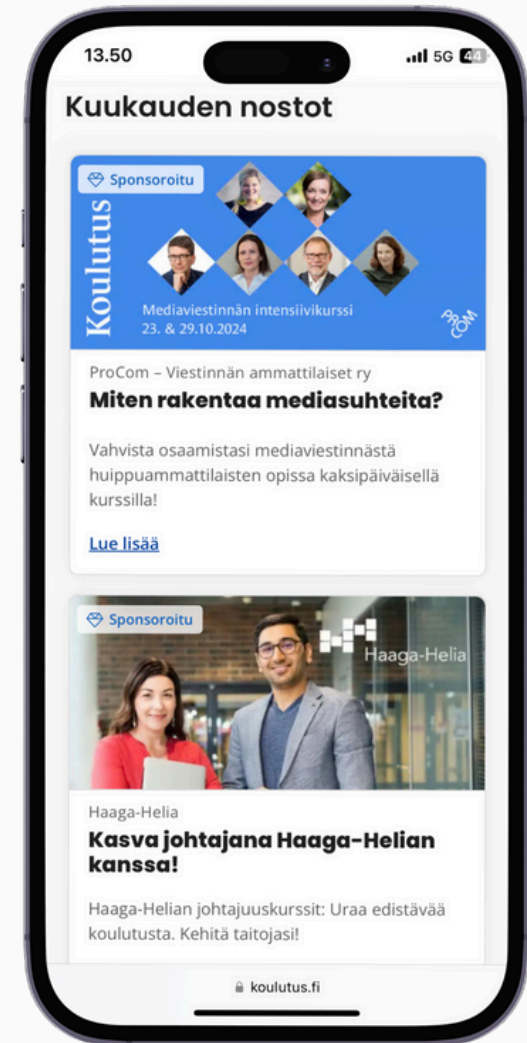 13.50
5G 44
Kuukauden nostot
Sponsoroitu
Koulutus
Mediaviestinnän intensiivikurssi
23. & 29.10.2024
PROCOM
ProCom – Viestinnän ammattilaiset ry
Miten rakentaa mediasuhteita?
Vahvista osaamistasi mediaviestinnästä
huippuammattilaisten opissa kaksipäiväisellä
kurssilla!
Lue lisää
Sponsoroitu
Haaga-Helia
Haaga-Helia
Kasva johtajana Haaga-Helian
kanssa!
Haaga-Helian johtajuuskurssit: Uraa edistävää
koulutusta. Kehitä taitojasi!
koulutus.fi